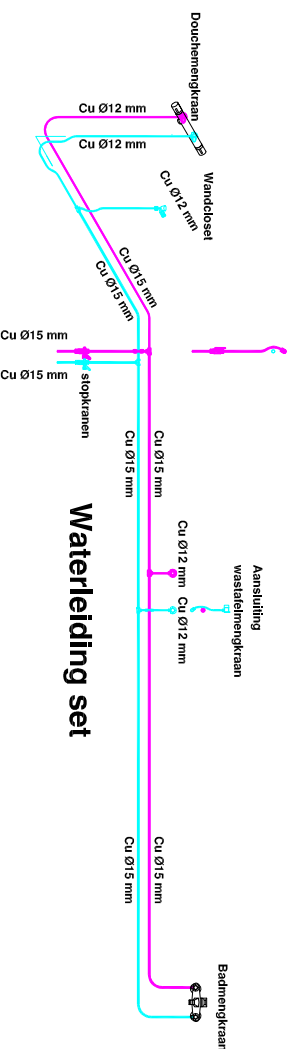 Douchemengkraan
Cu Ø12 mm
Cu Ø12 mm
Wandcloset
Cu Ø12 mm
Cu Ø15 mm
Cu Ø15 mm
Cu Ø15 mm
Cu Ø15 mm
stopkranen
Cu Ø15 mm
Cu Ø15 mm
Waterleiding set
Cu Ø12 mm
Cu Ø12 mm
Aansluiting
wastafelmengkraan
Cu Ø15 mm
Cu Ø15 mm
Badmengkraan